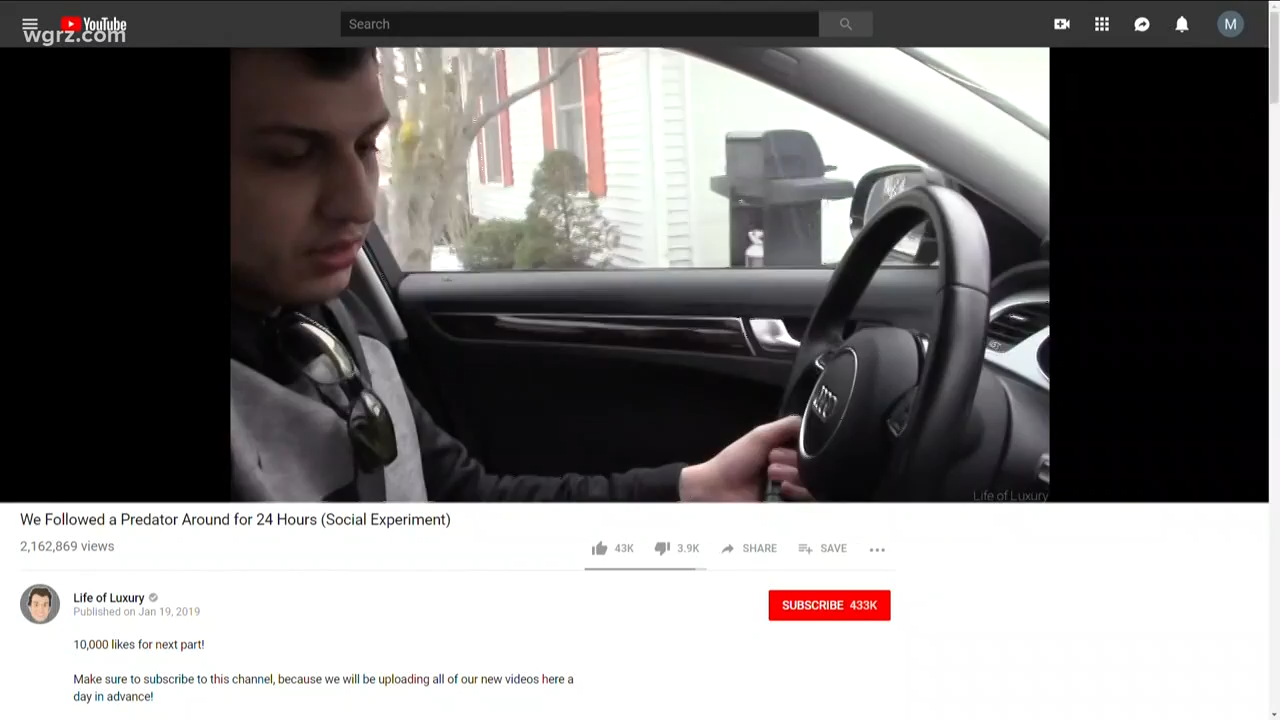 YouTube
wgrz.com
Search
M
Life of Luxury
We Followed a Predator Around for 24 Hours (Social Experiment)
2,162,869 views
43K
3.9K
SHARE
SAVE
Life of Luxury
Published on Jan 19, 2019
SUBSCRIBE 433K
10,000 likes for next part!
Make sure to subscribe to this channel, because we will be uploading all of our new videos here a
day in advance!